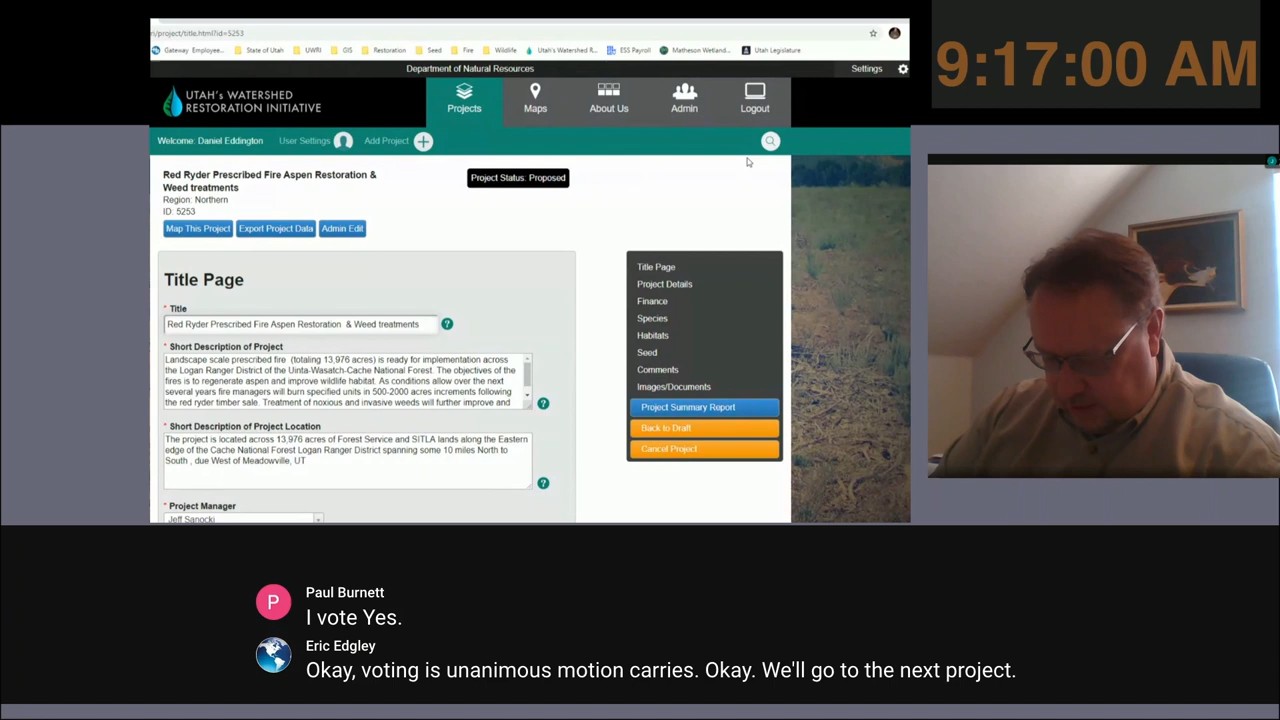 n/project/title.html?id=5253
Gateway Employee... State of Utah UWRI GIS Restoration Seed Fire Wildlife Utah's Watershed R... ESS Payroll Matheson Wetland... Utah Legislature
9:17:00 AM
Department of Natural Resources Settings
UTAH'S WATERSHED
RESTORATION INITIATIVE
Projects Maps About Us Admin Logout
Welcome: Daniel Eddington User Settings Add Project
Red Ryder Prescribed Fire Aspen Restoration &
Weed treatments
Region: Northern
ID: 5253
Project Status: Proposed
Map This Project Export Project Data Admin Edit
Title Page
* Title
Red Ryder Prescribed Fire Aspen Restoration & Weed treatments ?
* Short Description of Project
Landscape scale prescribed fire (totaling 13,976 acres) is ready for implementation across
the Logan Ranger District of the Uinta-Wasatch-Cache National Forest. The objectives of the
fires is to regenerate aspen and improve wildlife habitat. As conditions allow over the next
several years fire managers will burn specified units in 500-2000 acres increments following
the red ryder timber sale. Treatment of noxious and invasive weeds will further improve and
?
* Short Description of Project Location
The project is located across 13,976 acres of Forest Service and SITLA lands along the Eastern
edge of the Cache National Forest Logan Ranger District spanning some 10 miles North to
South , due West of Meadowville, UT
?
* Project Manager
Jeff Sanocki
Title Page
Project Details
Finance
Species
Habitats
Seed
Comments
Images/Documents
Project Summary Report
Back to Draft
Cancel Project
P
Paul Burnett
I vote Yes.
Eric Edgley
Okay, voting is unanimous motion carries. Okay. We'll go to the next project.